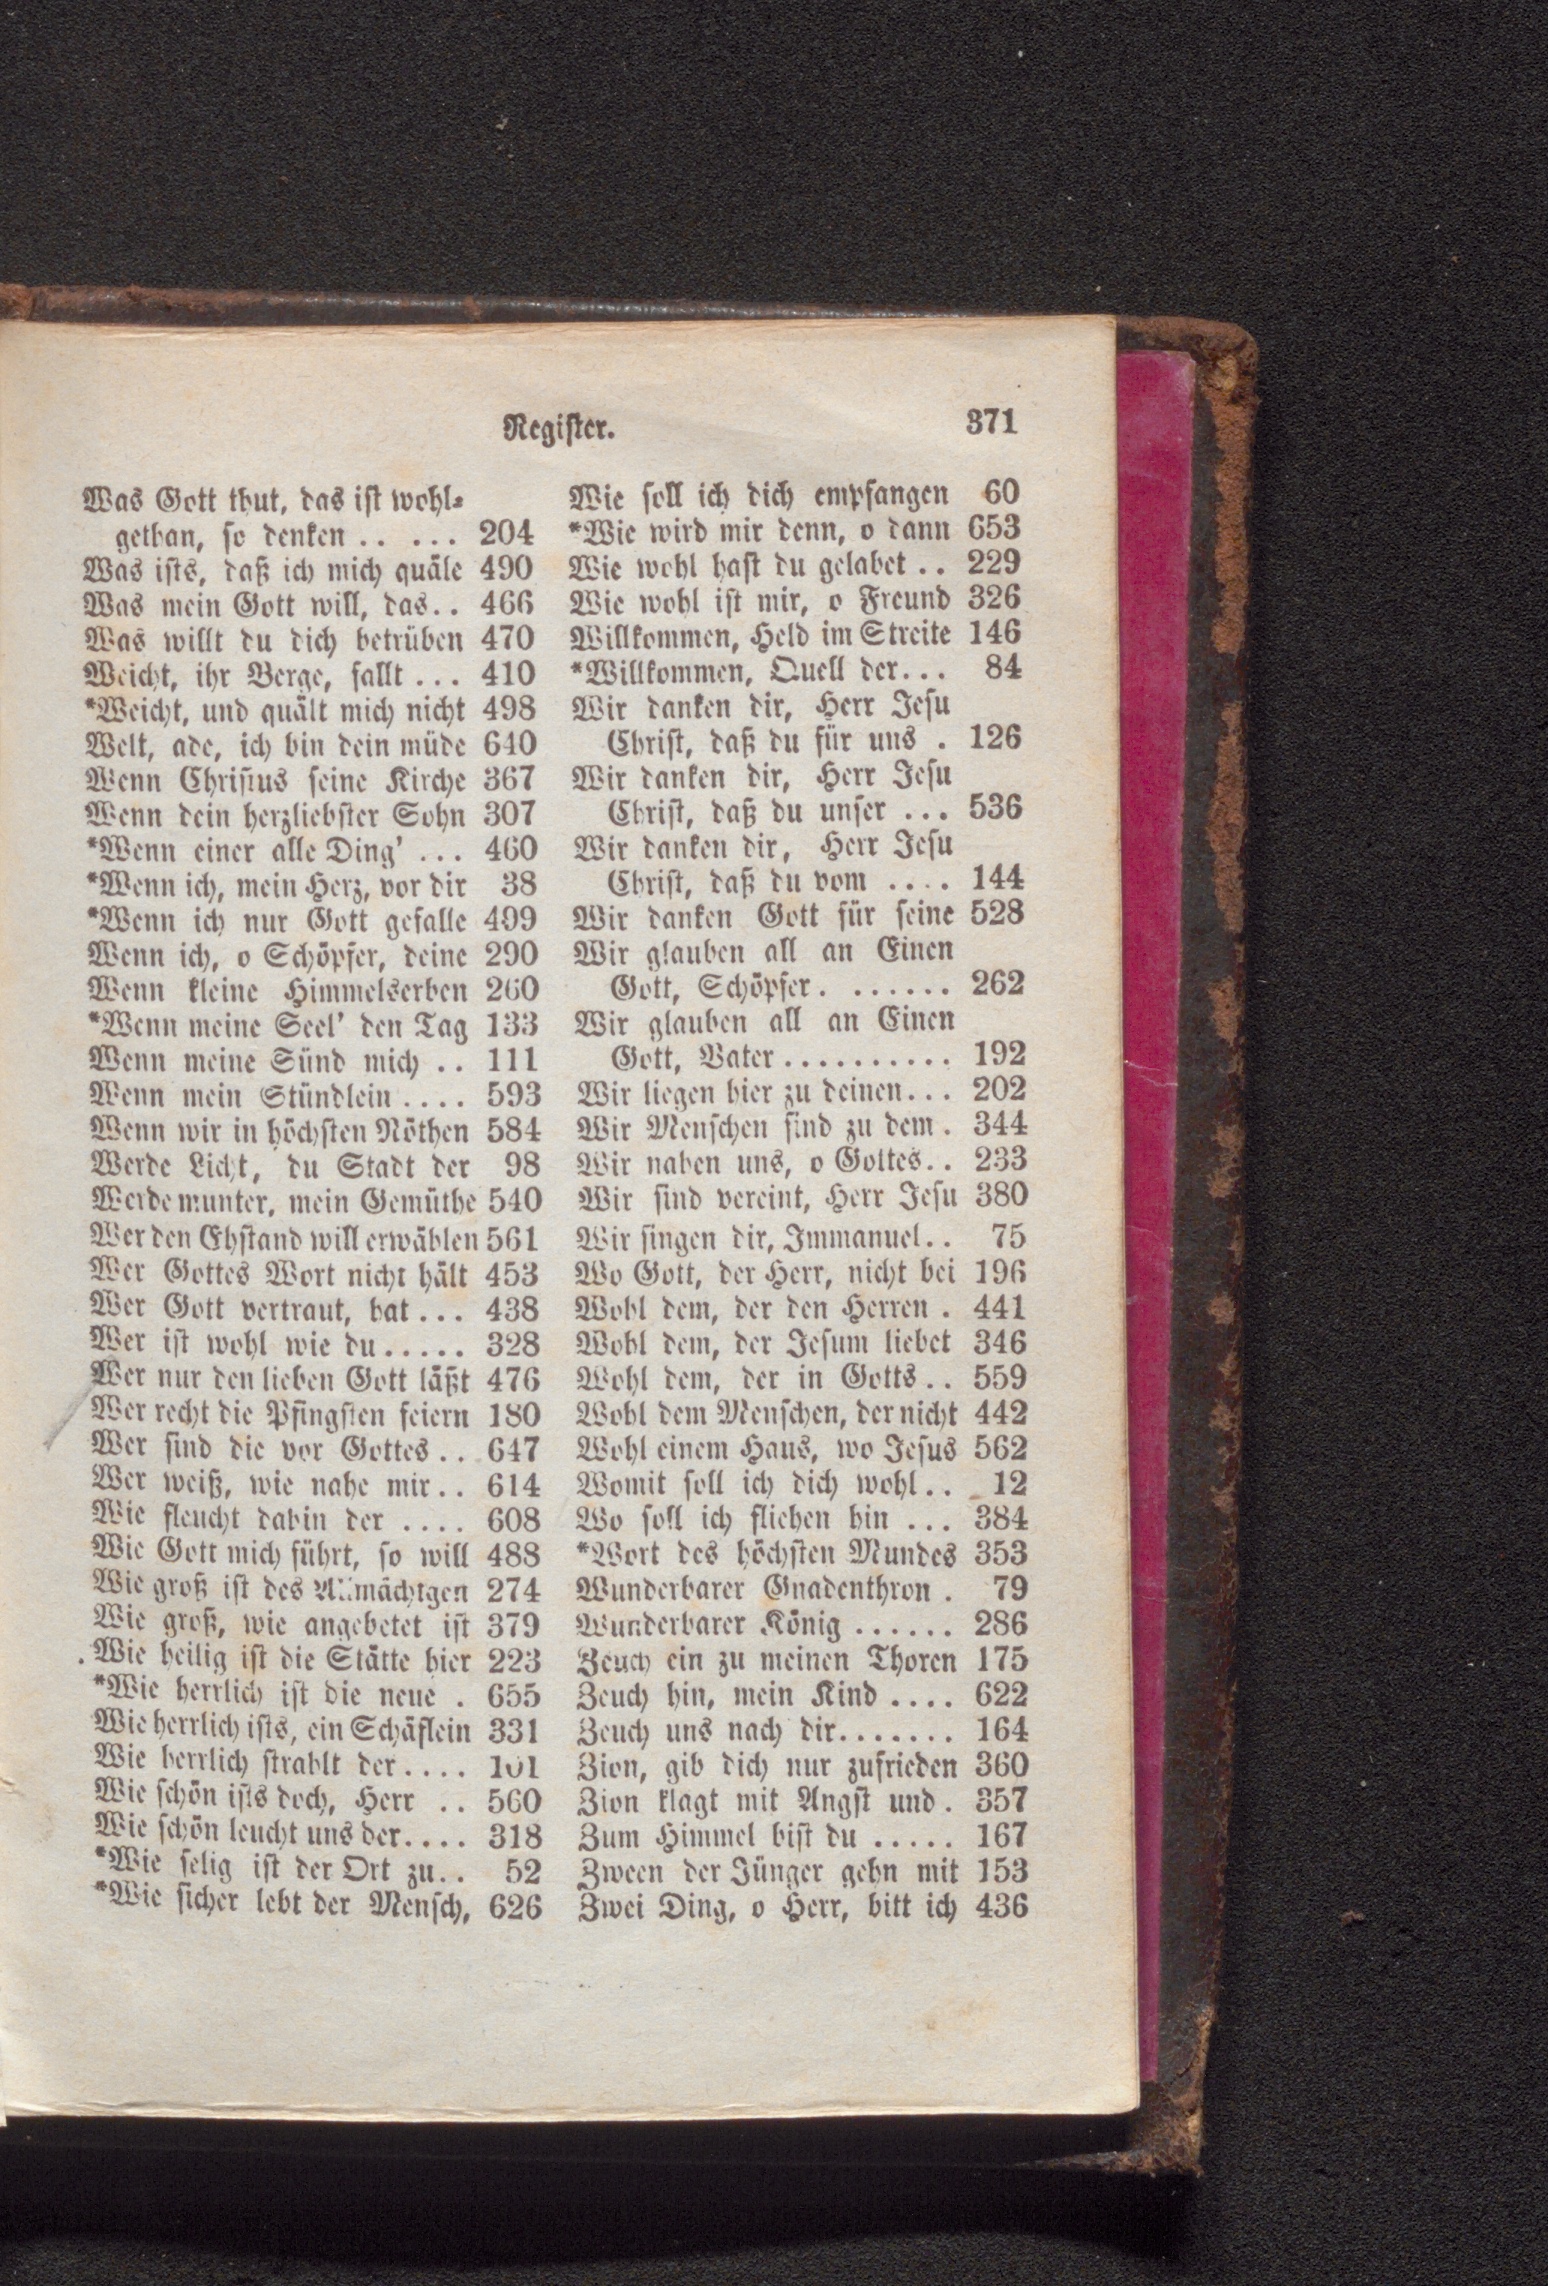 Register.
371
Was Gott thut, das ist wohl=
gethan, so denken .. ... 204
Was ists, daß ich mich quäle 490
Was mein Gott will, das.. 466
Was willt du dich betrüben 470
Weicht, ihr Berge, fallt ... 410
*Weicht, und quält mich nicht 498
Welt, ade, ich bin dein müde 640
Wenn Christus seine Kirche 367
Wenn dein herzliebster Sohn 307
*Wenn einer alle Ding' ... 460
*Wenn ich, mein Herz, vor dir 38
*Wenn ich nur Gott gefalle 499
Wenn ich, o Schöpfer, deine 290
Wenn kleine Himmelserben 260
*Wenn meine Seel' den Tag 133
Wenn meine Sünd mich .. 111
Wenn mein Stündlein .... 593
Wenn wir in höchsten Nöthen 584
Werde Licht, du Stadt der 98
Werde munter, mein Gemüthe 540
Wer den Ehstand will erwählen 561
Wer Gottes Wort nicht hält 453
Wer Gott vertraut, hat ... 438
Wer ist wohl wie du ..... 328
Wer nur den lieben Gott läßt 476
Wer recht die Pfingsten feiern 180
Wer sind die vor Gottes .. 647
Wer weiß, wie nahe mir .. 614
Wie fleucht dahin der .... 608
Wie Gott mich führt, so will 488
Wie groß ist des Allmächtgen 274
Wie groß, wie angebetet ist 379
Wie heilig ist die Stätte hier 223
*Wie herrlich ist die neue . 655
Wie herrlich ists, ein Schäflein 331
Wie herrlich strahlt der .... 101
Wie schön ists doch, Herr .. 560
Wie schön leucht uns der.... 318
*Wie selig ist der Ort zu.. 52
*Wie sicher lebt der Mensch, 626
Wie soll ich dich empfangen 60
*Wie wird mir denn, o dann 653
Wie wohl hast du gelabet .. 229
Wie wohl ist mir, o Freund 326
Willkommen, Held im Streite 146
*Willkommen, Quell der... 84
Wir danken dir, Herr Jesu
Christ, daß du für uns . 126
Wir danken dir, Herr Jesu
Christ, daß du unser ... 536
Wir danken dir, Herr Jesu
Christ, daß du vom .... 144
Wir danken Gott für seine 528
Wir glauben all an Einen
Gott, Schöpfer. ...... 262
Wir glauben all an Einen
Gott, Vater .......... 192
Wir liegen hier zu deinen... 202
Wir Menschen sind zu dem . 344
Wir nahen uns, o Gottes.. 233
Wir sind vereint, Herr Jesu 380
Wir singen dir, Immanuel.. 75
Wo Gott, der Herr, nicht bei 196
Wohl dem, der den Herren . 441
Wohl dem, der Jesum liebet 346
Wohl dem, der in Gotts .. 559
Wohl dem Menschen, der nicht 442
Wohl einem Haus, wo Jesus 562
Womit soll ich dich wohl .. 12
Wo soll ich fliehen hin ... 384
*Wort des höchsten Mundes 353
Wunderbarer Gnadenthron . 79
Wunderbarer König ...... 286
Zeuch ein zu meinen Thoren 175
Zeuch hin, mein Kind .... 622
Zeuch uns nach dir....... 164
Zion, gib dich nur zufrieden 360
Zion klagt mit Angst und . 357
Zum Himmel bist du ..... 167
Zween der Jünger gehn mit 153
Zwei Ding, o Herr, bitt ich 436